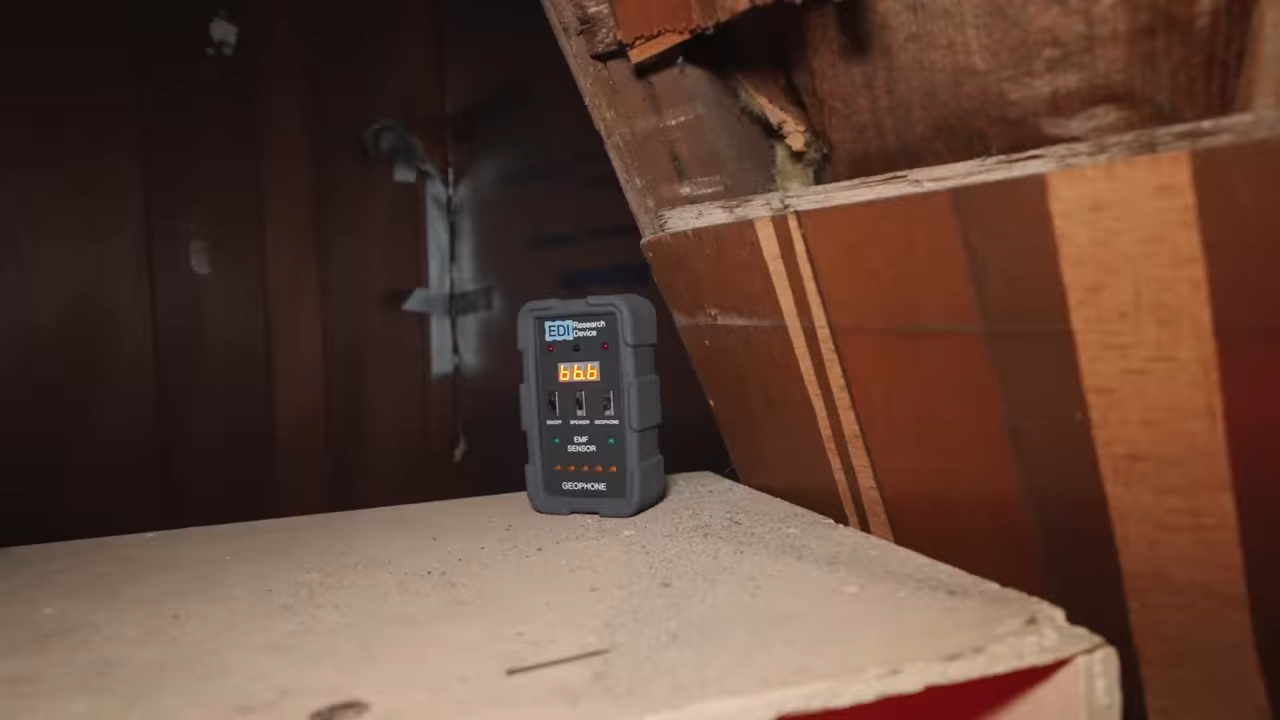 EDI Research
Device
66.6
ON/OFF SPEAKER GEOPHONE
EMF
SENSOR
GEOPHONE